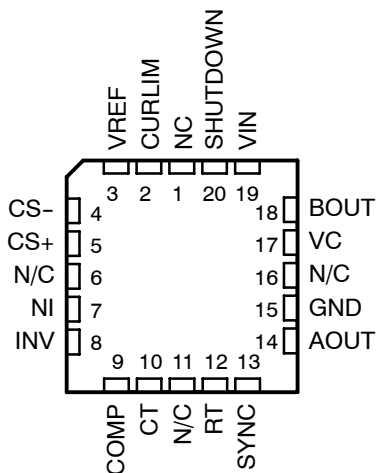 VREF
CURLIM
NC
SHUTDOWN
VIN
3 2 1 20 19
CS− 4
CS+ 5
N/C 6
NI 7
INV 8
18 BOUT
17 VC
16 N/C
15 GND
14 AOUT
9 10 11 12 13
COMP
CT
N/C
RT
SYNC